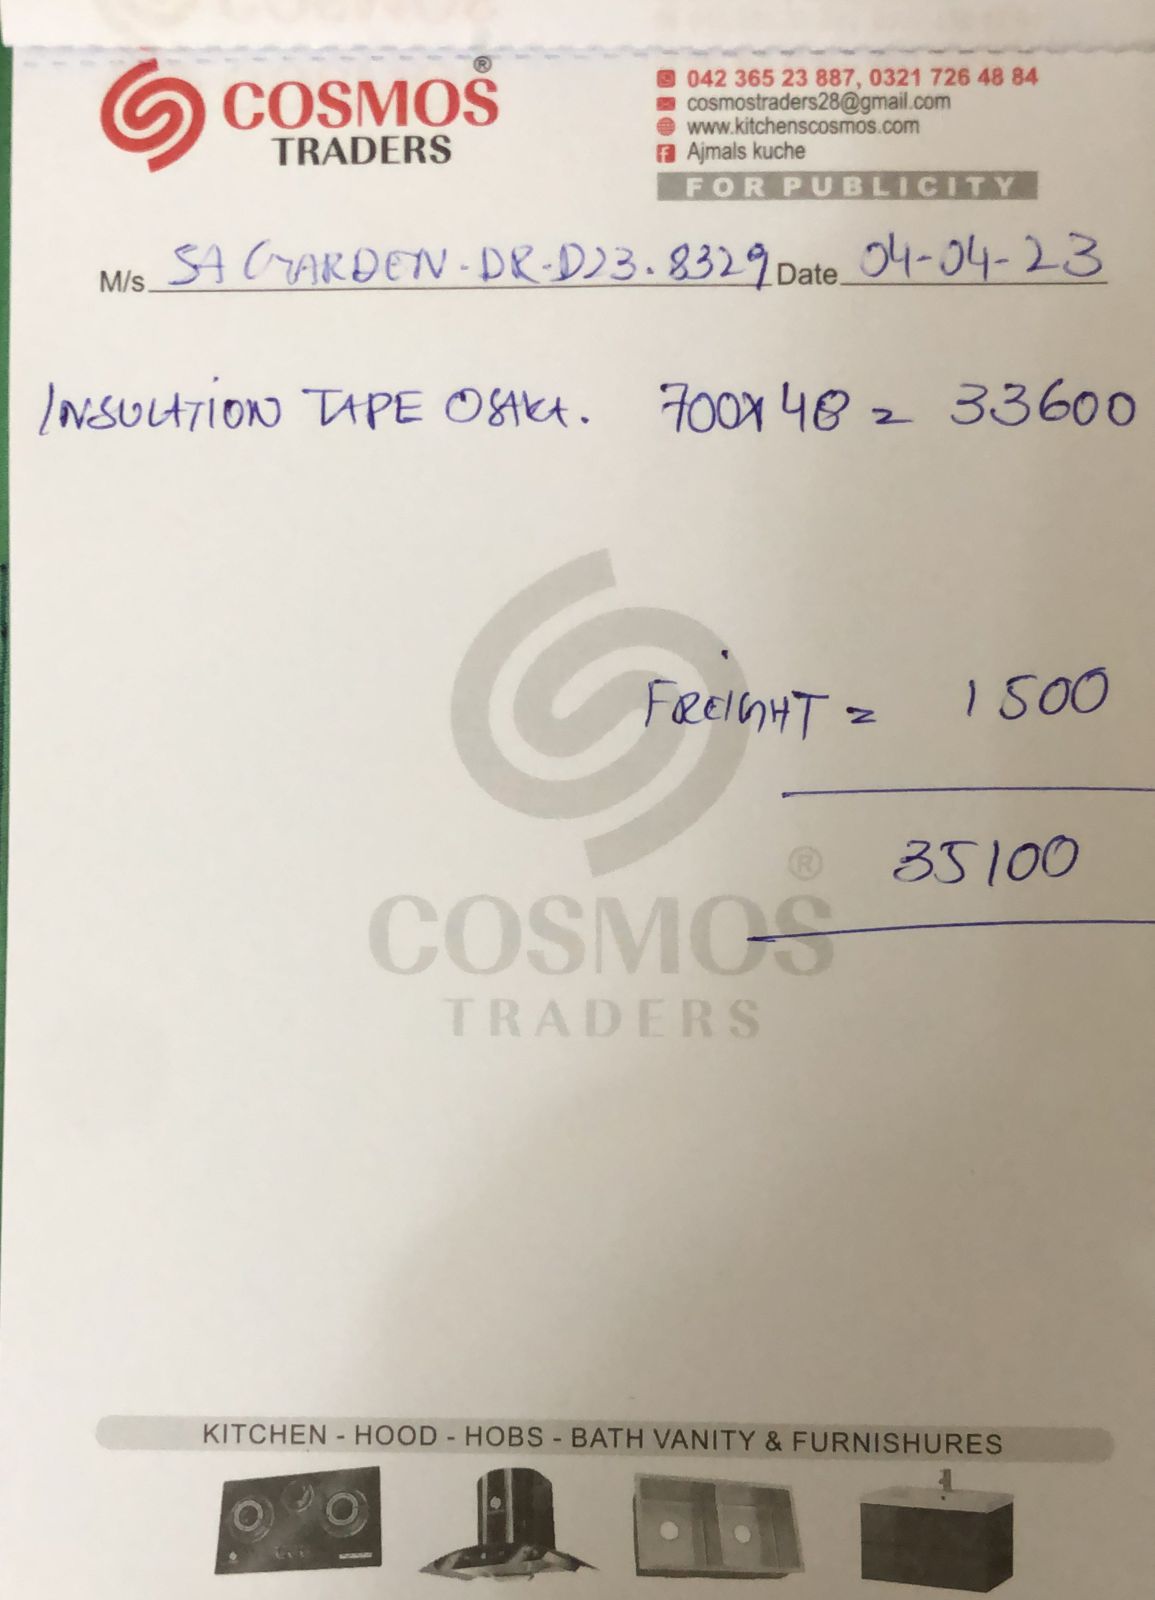 COSMOS®
TRADERS
042 365 23 887, 0321 726 48 84
cosmostraders28@gmail.com
www.kitchenscosmos.com
Ajmals kuche
FOR PUBLICITY
M/s SA GARDEN-DR-D23.8329 Date 04-04-23
INSULATION TAPE OSAKA. 700x48 = 33600
FREIGHT = 1500
35100
COSMOS®
TRADERS
KITCHEN - HOOD - HOBS - BATH VANITY & FURNISHURES